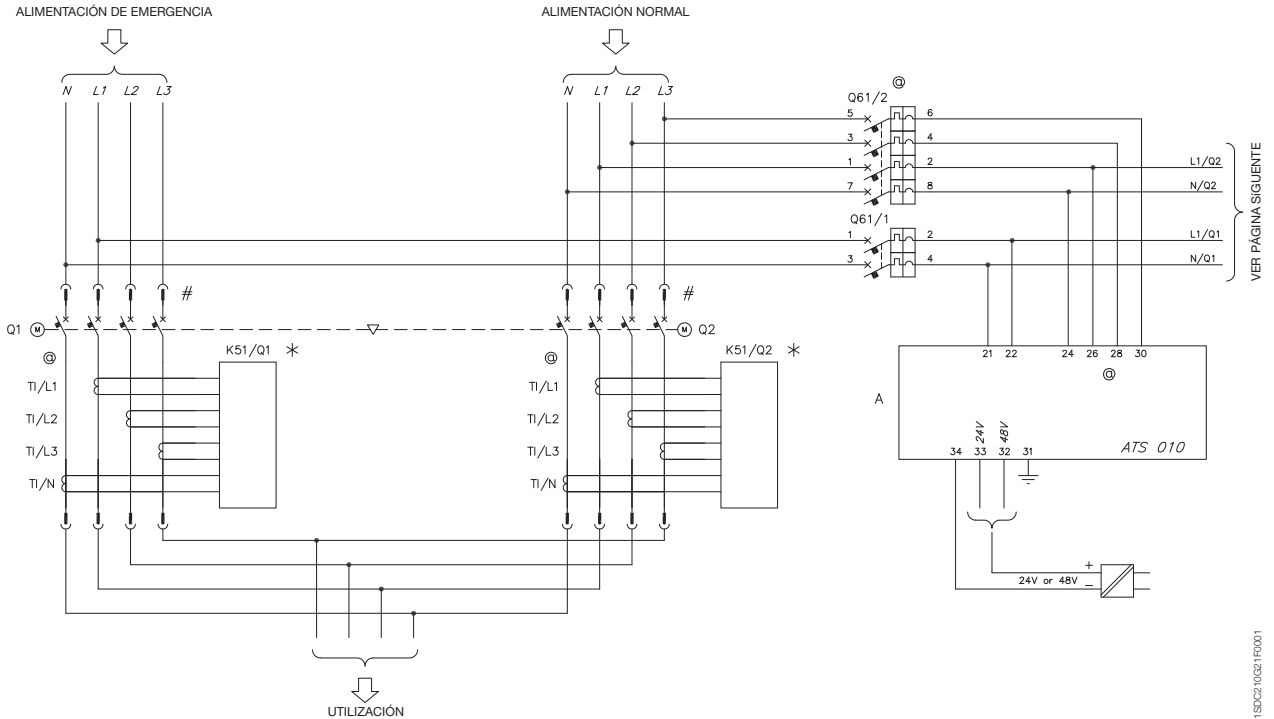 ALIMENTACIÓN DE EMERGENCIA
ALIMENTACIÓN NORMAL
N L1 L2 L3
N L1 L2 L3
@
Q61/2
5 6
3 4
1 2
L1/Q2
7 8
N/Q2
Q61/1
1 2
L1/Q1
3 4
N/Q1
VER PÁGINA SÍGUENTE
#
#
Q1 M
M Q2
@
K51/Q1 *
@
K51/Q2 *
TI/L1
TI/L2
TI/L3
TI/N
TI/L1
TI/L2
TI/L3
TI/N
21 22 24 26 28 30
@
A
24V 48V
ATS 010
34 33 32 31
+
24V or 48V
–
UTILIZACIÓN
1SDC210G21F0001